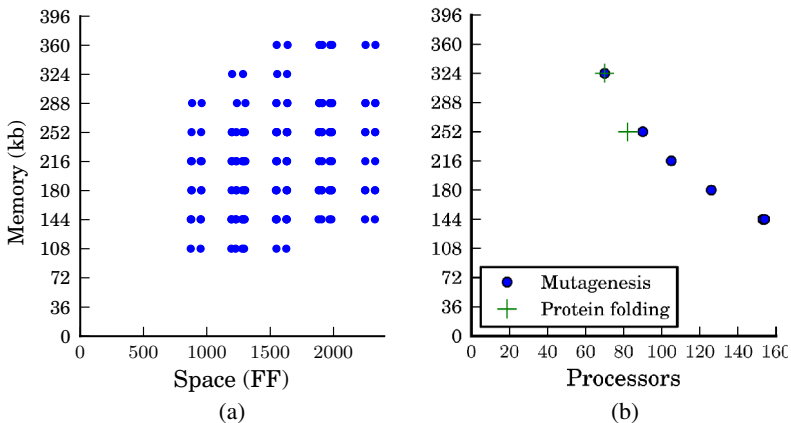 396
360
324
288
252
216
180
144
108
72
36
0
Memory (kb)
0 500 1000 1500 2000
Space (FF)
(a)
396
360
324
288
252
216
180
144
108
72
36
0
Mutagenesis
Protein folding
0 20 40 60 80 100 120 140 160
Processors
(b)